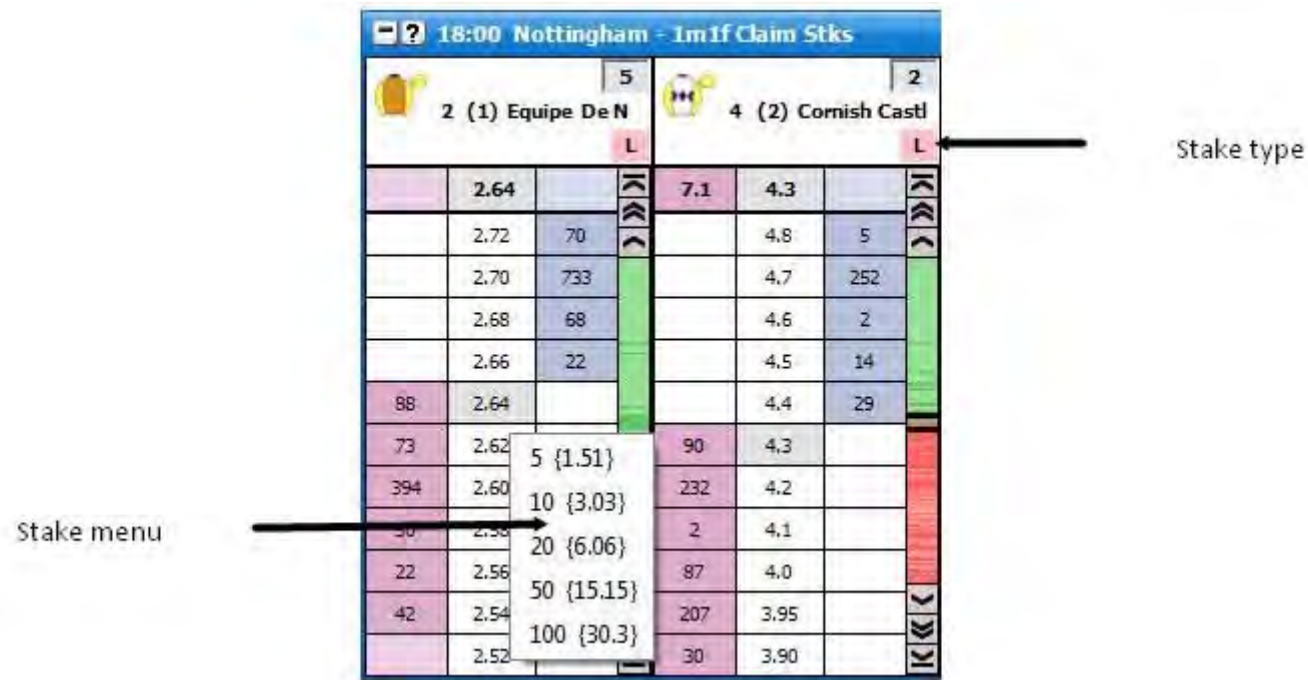 18:00 Nottingham - 1m1f Claim Stks
5 2
2 (1) Equipe De N 4 (2) Cornish Castl
L L
Stake type
2.64 7.1 4.3
2.72 70 4.8 5
2.70 733 4.7 252
2.68 68 4.6 2
2.66 22 4.5 14
88 2.64 4.4 29
73 2.62 5 {1.51} 90 4.3
394 2.60 10 {3.03} 232 4.2
Stake menu
2.58 20 {6.06} 2 4.1
22 2.56 50 {15.15} 87 4.0
42 2.54 100 {30.3} 207 3.95
2.52 30 3.90